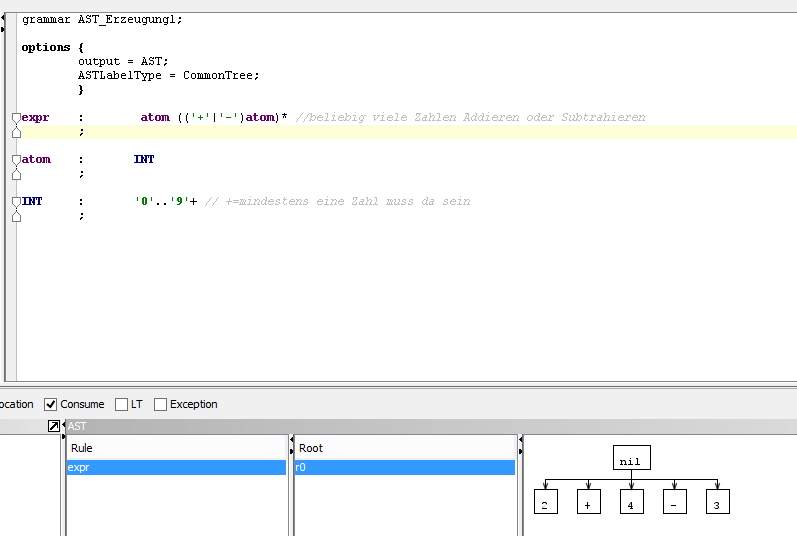 grammar AST_Erzeugung1;
options {
output = AST;
ASTLabelType = CommonTree;
}
expr : atom (('+'|'-')atom)* //beliebig viele Zahlen Addieren oder Subtrahieren
;
atom : INT
;
INT : '0'..'9'+ // +=mindestens eine Zahl muss da sein
;
ocation Consume LT Exception
AST
Rule Root
expr r0
nil
2 + 4 - 3